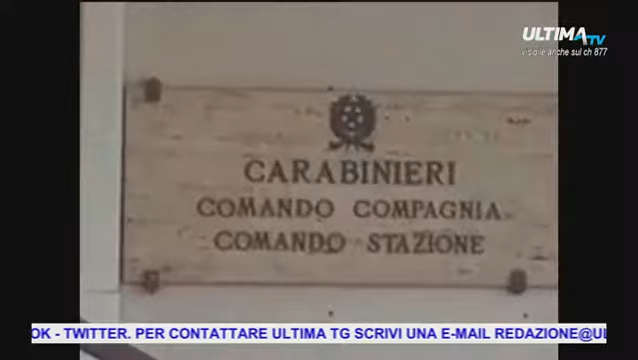 ULTIMA TV
visibile anche sul ch 877
CARABINIERI
COMANDO COMPAGNIA
COMANDO STAZIONE
OK - TWITTER. PER CONTATTARE ULTIMA TG SCRIVI UNA E-MAIL REDAZIONE@UL